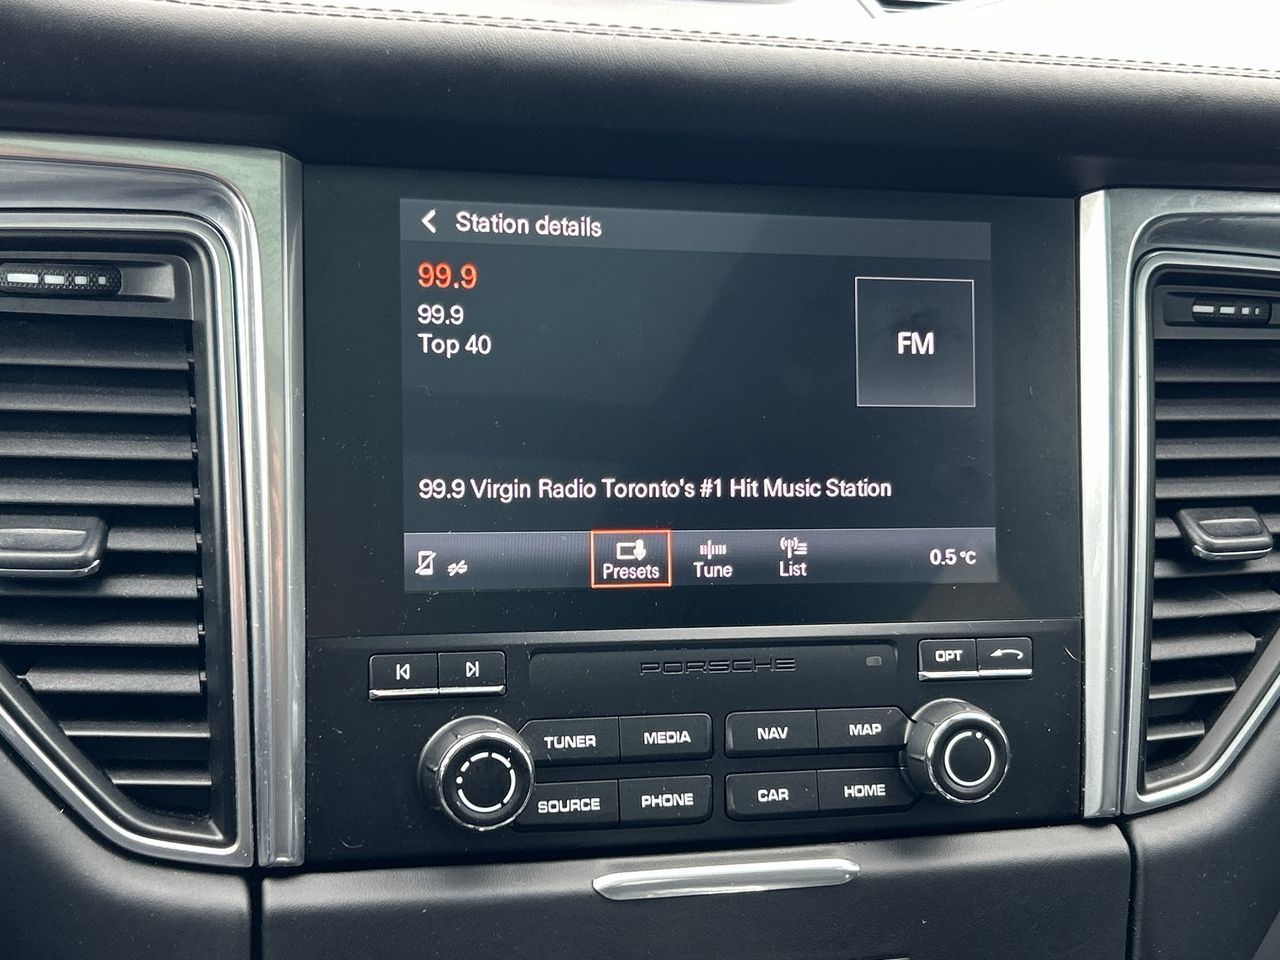 Station details
99.9
99.9
Top 40
FM
99.9 Virgin Radio Toronto's #1 Hit Music Station
Presets
Tune
List
0.5 °C
PORSCHE
OPT
TUNER
MEDIA
NAV
MAP
SOURCE
PHONE
CAR
HOME